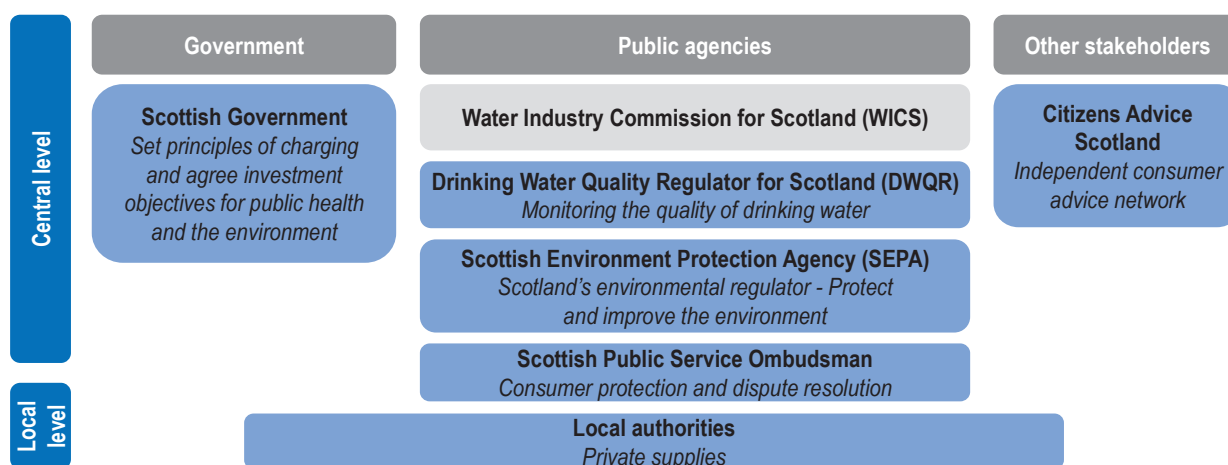 Government
Public agencies
Other stakeholders
Central level
Scottish Government
Set principles of charging
and agree investment
objectives for public health
and the environment
Water Industry Commission for Scotland (WICS)
Drinking Water Quality Regulator for Scotland (DWQR)
Monitoring the quality of drinking water
Scottish Environment Protection Agency (SEPA)
Scotland's environmental regulator - Protect
and improve the environment
Scottish Public Service Ombudsman
Consumer protection and dispute resolution
Citizens Advice
Scotland
Independent consumer
advice network
Local
level
Local authorities
Private supplies